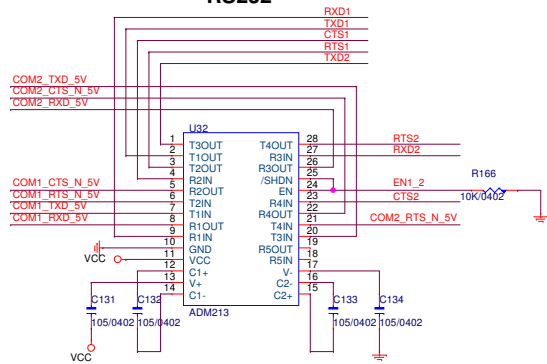 RS232
RXD1
TXD1
CTS1
RTS1
TXD2
COM2_TXD_5V
COM2_CTS_N_5V
COM2_RXD_5V
U32
1 T3OUT T4OUT 28 RTS2
2 T1OUT R3IN 27 RXD2
3 T2OUT R3OUT 26
4 R2IN /SHDN 25
COM1_CTS_N_5V 5 R2OUT EN 24 EN1_2
R166
10K/0402
COM1_RTS_N_5V 6 T2IN R4IN 23 CTS2
COM1_TXD_5V 7 T1IN R4OUT 22
COM1_RXD_5V 8 R1OUT T4IN 21 COM2_RTS_N_5V
9 R1IN T3IN 20
10 GND R5OUT 19
VCC 11 VCC R5IN 18
12 C1+ V- 17
13 V+ C2- 16
14 C1- C2+ 15
ADM213
C131 C132 C133 C134
105/0402 105/0402 105/0402 105/0402
VCC